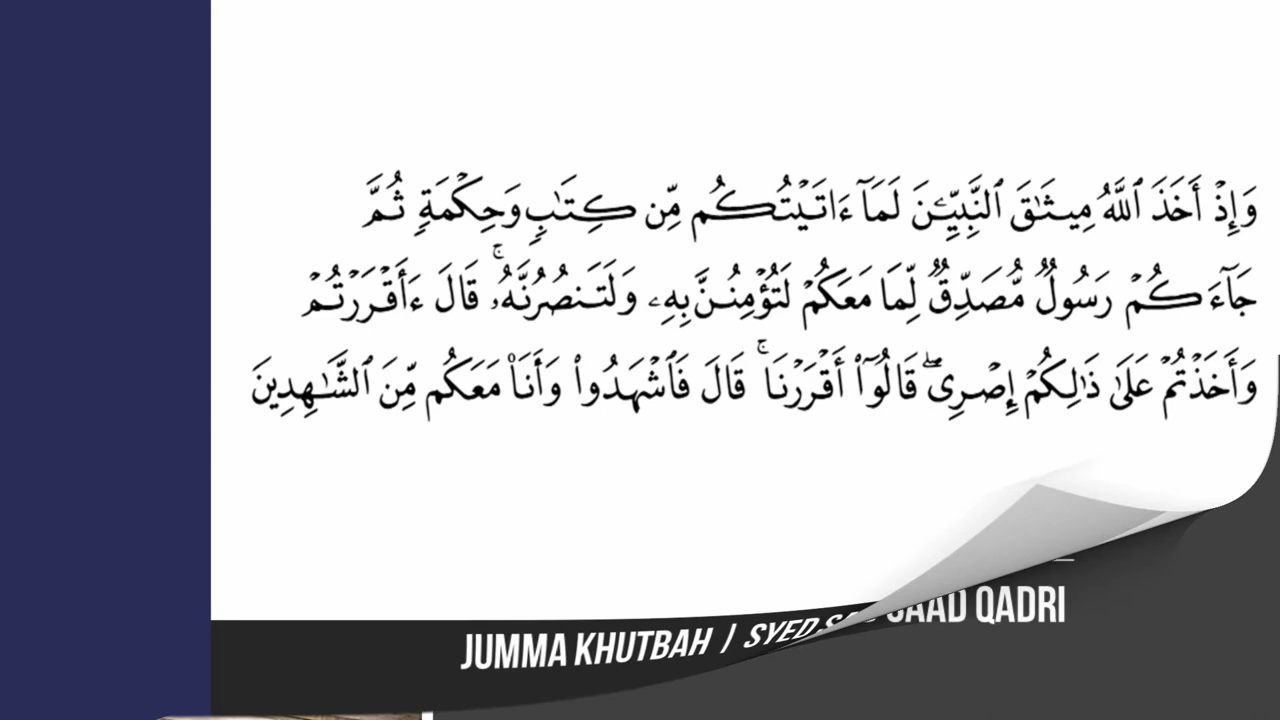 وَإِذْ أَخَذَ ٱللَّهُ مِيثَـٰقَ ٱلنَّبِيِّـۧنَ لَمَآ ءَاتَيْتُكُم مِّن كِتَـٰبٍ وَحِكْمَةٍ ثُمَّ
جَآءَكُمْ رَسُولٌ مُّصَدِّقٌ لِّمَا مَعَكُمْ لَتُؤْمِنُنَّ بِهِۦ وَلَتَنصُرُنَّهُۥ ۚ قَالَ ءَأَقْرَرْتُمْ
وَأَخَذْتُمْ عَلَىٰ ذَٰلِكُمْ إِصْرِى ۖ قَالُوٓا۟ أَقْرَرْنَا ۚ قَالَ فَٱشْهَدُوا۟ وَأَنَا۠ مَعَكُم مِّنَ ٱلشَّـٰهِدِينَ
SAAD QADRI
JUMMA KHUTBAH / SYED